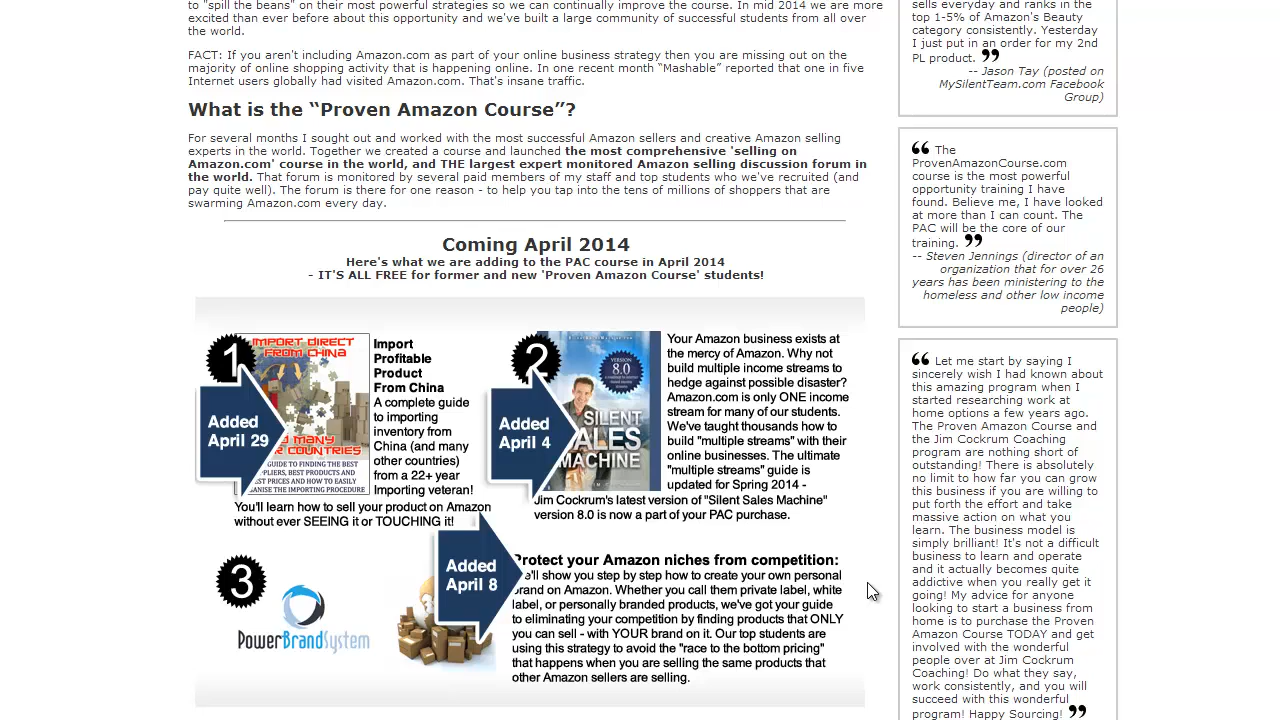 to "spill the beans" on their most powerful strategies so we can continually improve the course. In mid 2014 we are more
excited than ever before about this opportunity and we've built a large community of successful students from all over
the world.
FACT: If you aren't including Amazon.com as part of your online business strategy then you are missing out on the
majority of online shopping activity that is happening online. In one recent month “Mashable” reported that one in five
Internet users globally had visited Amazon.com. That's insane traffic.
What is the “Proven Amazon Course”?
For several months I sought out and worked with the most successful Amazon sellers and creative Amazon selling
experts in the world. Together we created a course and launched the most comprehensive 'selling on
Amazon.com' course in the world, and THE largest expert monitored Amazon selling discussion forum in
the world. That forum is monitored by several paid members of my staff and top students who we've recruited (and
pay quite well). The forum is there for one reason - to help you tap into the tens of millions of shoppers that are
swarming Amazon.com every day.
Coming April 2014
Here's what we are adding to the PAC course in April 2014
- IT'S ALL FREE for former and new 'Proven Amazon Course' students!
1
IMPORT DIRECT
FROM CHINA
Added
April 29
Import
Profitable
Product
From China
A complete guide
to importing
inventory from
China (and many
other countries)
from a 22+ year
Importing veteran!
You'll learn how to sell your product on Amazon
without ever SEEING it or TOUCHING it!
2
VERSION
8.0
SILENT
SALES
MACHINE
Added
April 4
Your Amazon business exists at
the mercy of Amazon. Why not
build multiple income streams to
hedge against possible disaster?
Amazon.com is only ONE income
stream for many of our students.
We've taught thousands how to
build "multiple streams" with their
online businesses. The ultimate
"multiple streams" guide is
updated for Spring 2014 -
Jim Cockrum's latest version of "Silent Sales Machine"
version 8.0 is now a part of your PAC purchase.
3
PowerBrandSystem
Added
April 8
Protect your Amazon niches from competition:
We'll show you step by step how to create your own personal
brand on Amazon. Whether you call them private label, white
label, or personally branded products, we've got your guide
to eliminating your competition by finding products that ONLY
you can sell - with YOUR brand on it. Our top students are
using this strategy to avoid the "race to the bottom pricing"
that happens when you are selling the same products that
other Amazon sellers are selling.
sells everyday and ranks in the
top 1-5% of Amazon's Beauty
category consistently. Yesterday
I just put in an order for my 2nd
PL product. ”
-- Jason Tay (posted on
MySilentTeam.com Facebook
Group)
“ The
ProvenAmazonCourse.com
course is the most powerful
opportunity training I have
found. Believe me, I have looked
at more than I can count. The
PAC will be the core of our
training. ”
-- Steven Jennings (director of an
organization that for over 26
years has been ministering to the
homeless and other low income
people)
“ Let me start by saying I
sincerely wish I had known about
this amazing program when I
started researching work at
home options a few years ago.
The Proven Amazon Course and
the Jim Cockrum Coaching
program are nothing short of
outstanding! There is absolutely
no limit to how far you can grow
this business if you are willing to
put forth the effort and take
massive action on what you
learn. The business model is
simply brilliant! It's not a difficult
business to learn and operate
and it actually becomes quite
addictive when you really get it
going! My advice for anyone
looking to start a business from
home is to purchase the Proven
Amazon Course TODAY and get
involved with the wonderful
people over at Jim Cockrum
Coaching! Do what they say,
work consistently, and you will
succeed with this wonderful
program! Happy Sourcing! ”